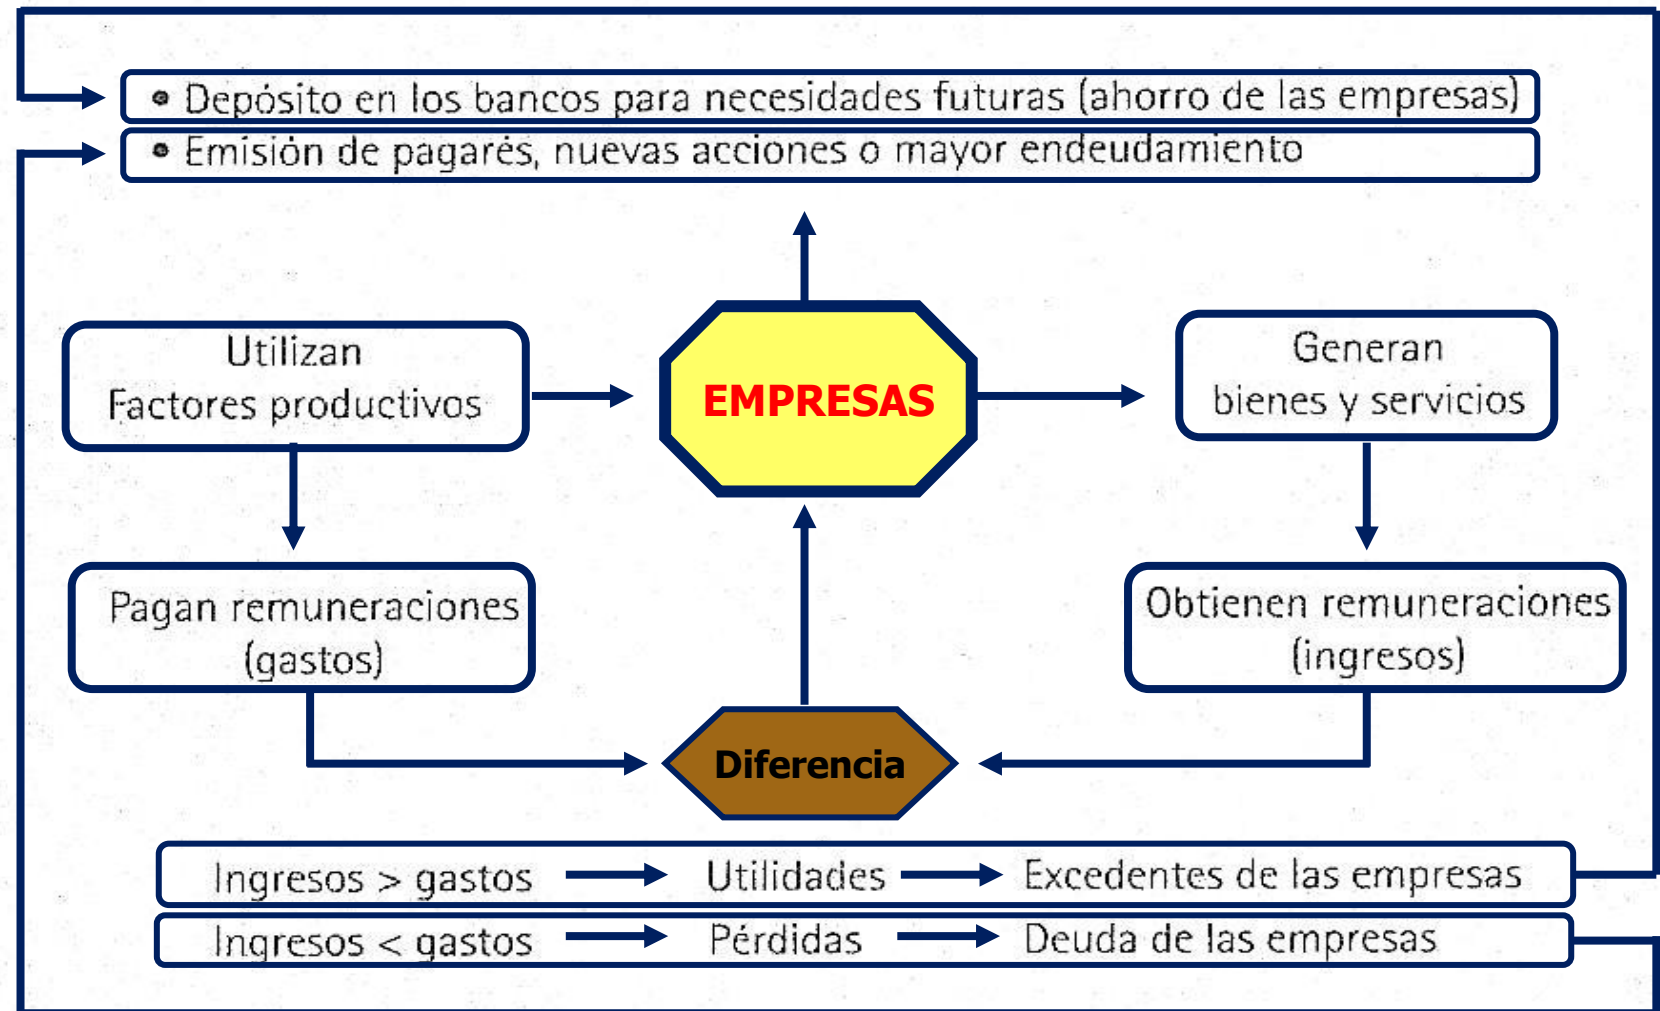 • Depósito en los bancos para necesidades futuras (ahorro de las empresas)
• Emisión de pagarés, nuevas acciones o mayor endeudamiento
Utilizan
Factores productivos
EMPRESAS
Generan
bienes y servicios
Pagan remuneraciones
(gastos)
Obtienen remuneraciones
(ingresos)
Diferencia
Ingresos > gastos → Utilidades → Excedentes de las empresas
Ingresos < gastos → Pérdidas → Deuda de las empresas